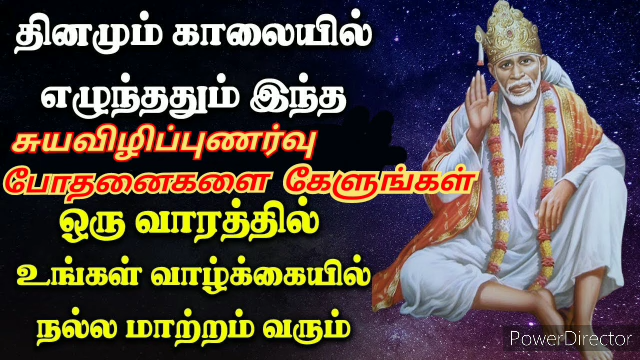 தினமும் காலையில்
எழுந்ததும் இந்த
சுயவிழிப்புணர்வு
போதனைகளை கேளுங்கள்
ஒரு வாரத்தில்
உங்கள் வாழ்க்கையில்
நல்ல மாற்றம் வரும்
PowerDirector